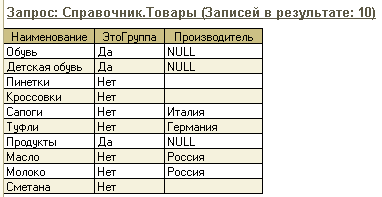 Запрос: Справочник.Товары (Записей в результате: 10)
Наименование ЭтоГруппа Производитель
Обувь Да NULL
Детская обувь Да NULL
Пинетки Нет
Кроссовки Нет
Сапоги Нет Италия
Туфли Нет Германия
Продукты Да NULL
Масло Нет Россия
Молоко Нет Россия
Сметана Нет